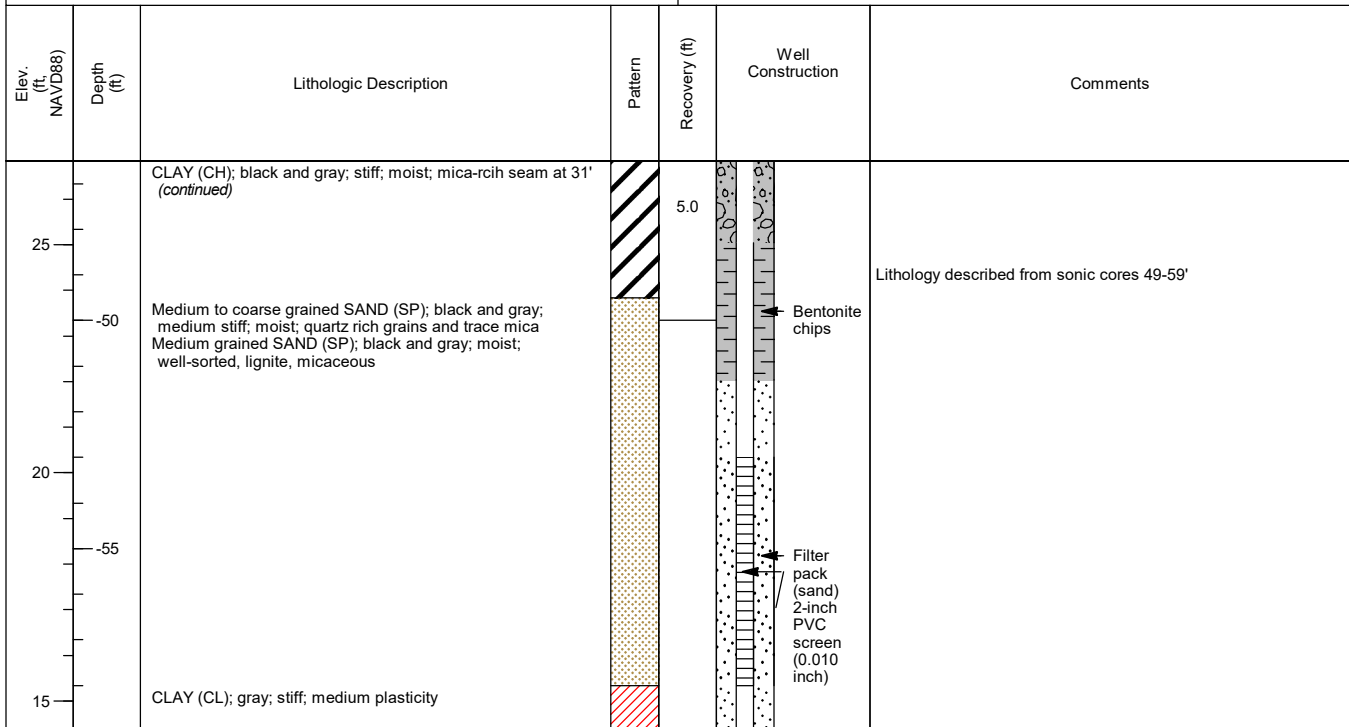 Elev.
(ft,
NAVD88)
Depth
(ft)
Lithologic Description
Pattern
Recovery (ft)
Well
Construction
Comments
CLAY (CH); black and gray; stiff; moist; mica-rcih seam at 31'
(continued)
5.0
25
Lithology described from sonic cores 49-59'
Medium to coarse grained SAND (SP); black and gray;
medium stiff; moist; quartz rich grains and trace mica
Medium grained SAND (SP); black and gray; moist;
well-sorted, lignite, micaceous
-50
Bentonite
chips
20
-55
Filter
pack
(sand)
2-inch
PVC
screen
(0.010
inch)
15
CLAY (CL); gray; stiff; medium plasticity